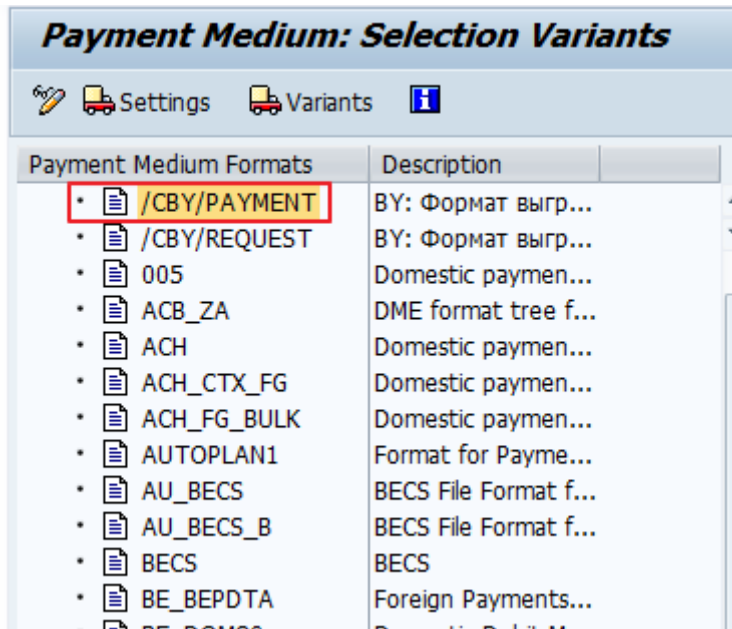 Payment Medium: Selection Variants
Settings Variants
Payment Medium Formats Description
/CBY/PAYMENT BY: Формат выгр...
/CBY/REQUEST BY: Формат выгр...
005 Domestic paymen...
ACB_ZA DME format tree f...
ACH Domestic paymen...
ACH_CTX_FG Domestic paymen...
ACH_FG_BULK Domestic paymen...
AUTOPLAN1 Format for Payme...
AU_BECS BECS File Format f...
AU_BECS_B BECS File Format f...
BECS BECS
BE_BEPDTA Foreign Payments...